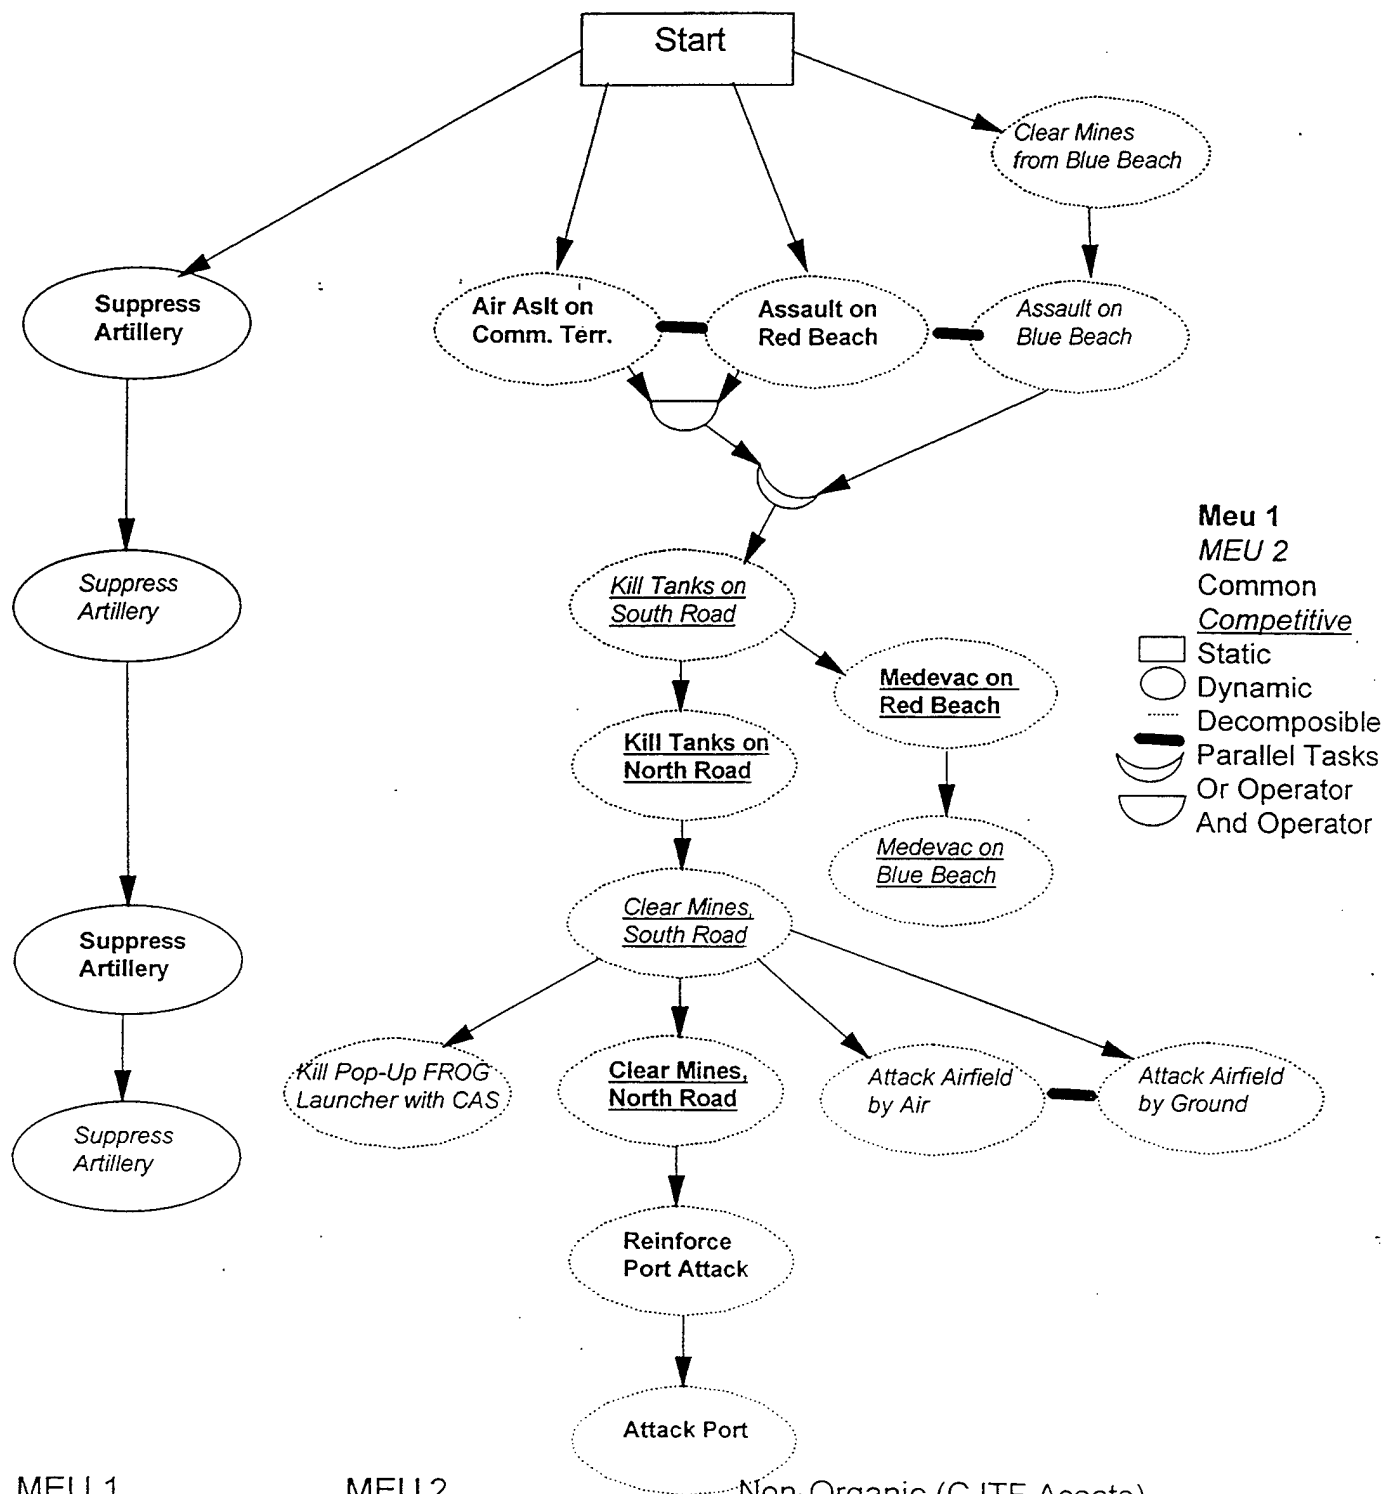 Start
Clear Mines
from Blue Beach
Suppress
Artillery
Air Aslt on
Comm. Terr.
Assault on
Red Beach
Assault on
Blue Beach
Meu 1
MEU 2
Common
Competitive
Static
Dynamic
Decomposible
Parallel Tasks
Or Operator
And Operator
Suppress
Artillery
Kill Tanks on
South Road
Medevac on
Red Beach
Kill Tanks on
North Road
Medevac on
Blue Beach
Suppress
Artillery
Clear Mines,
South Road
Kill Pop-Up FROG
Launcher with CAS
Clear Mines,
North Road
Attack Airfield
by Air
Attack Airfield
by Ground
Suppress
Artillery
Reinforce
Port Attack
Attack Port
MEU 1
MEU 2
Non-Organic (CJTF Assets)